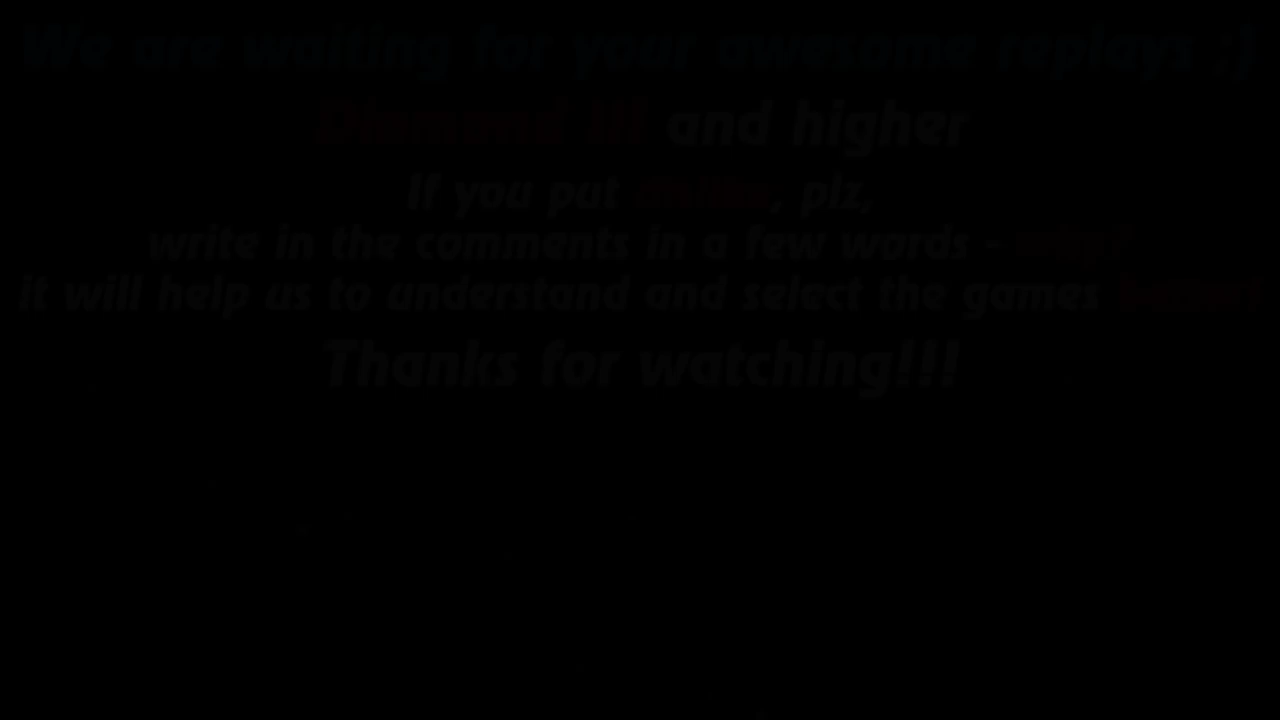 We are waiting for your awesome replays ;)
Diamond III and higher
If you put dislike, plz,
write in the comments in a few words - why?
It will help us to understand and select the games better!
Thanks for watching!!!